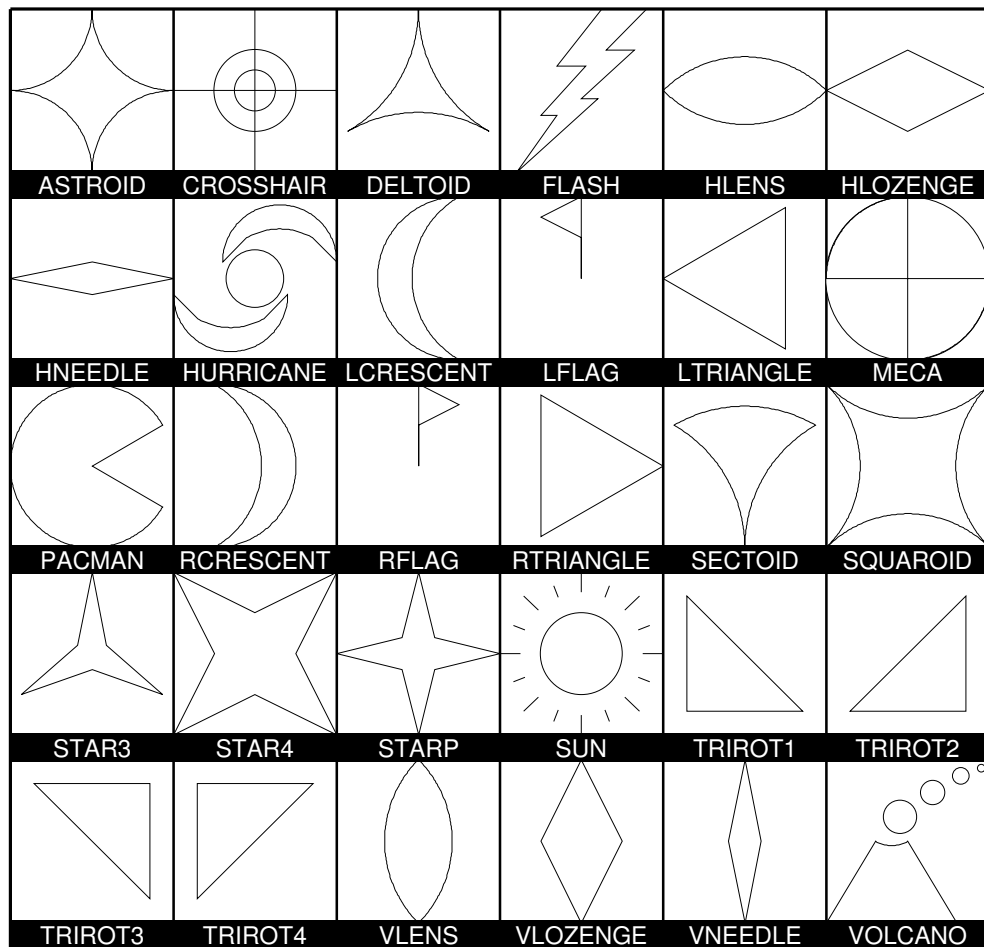 ASTROID CROSSHAIR DELTOID FLASH HLENS HLOZENGE
HNEEDLE HURRICANE LCRESCENT LFLAG LTRIANGLE MECA
PACMAN RCRESCENT RFLAG RTRIANGLE SECTOID SQUAROID
STAR3 STAR4 STARP SUN TRIROT1 TRIROT2
TRIROT3 TRIROT4 VLENS VLOZENGE VNEEDLE VOLCANO